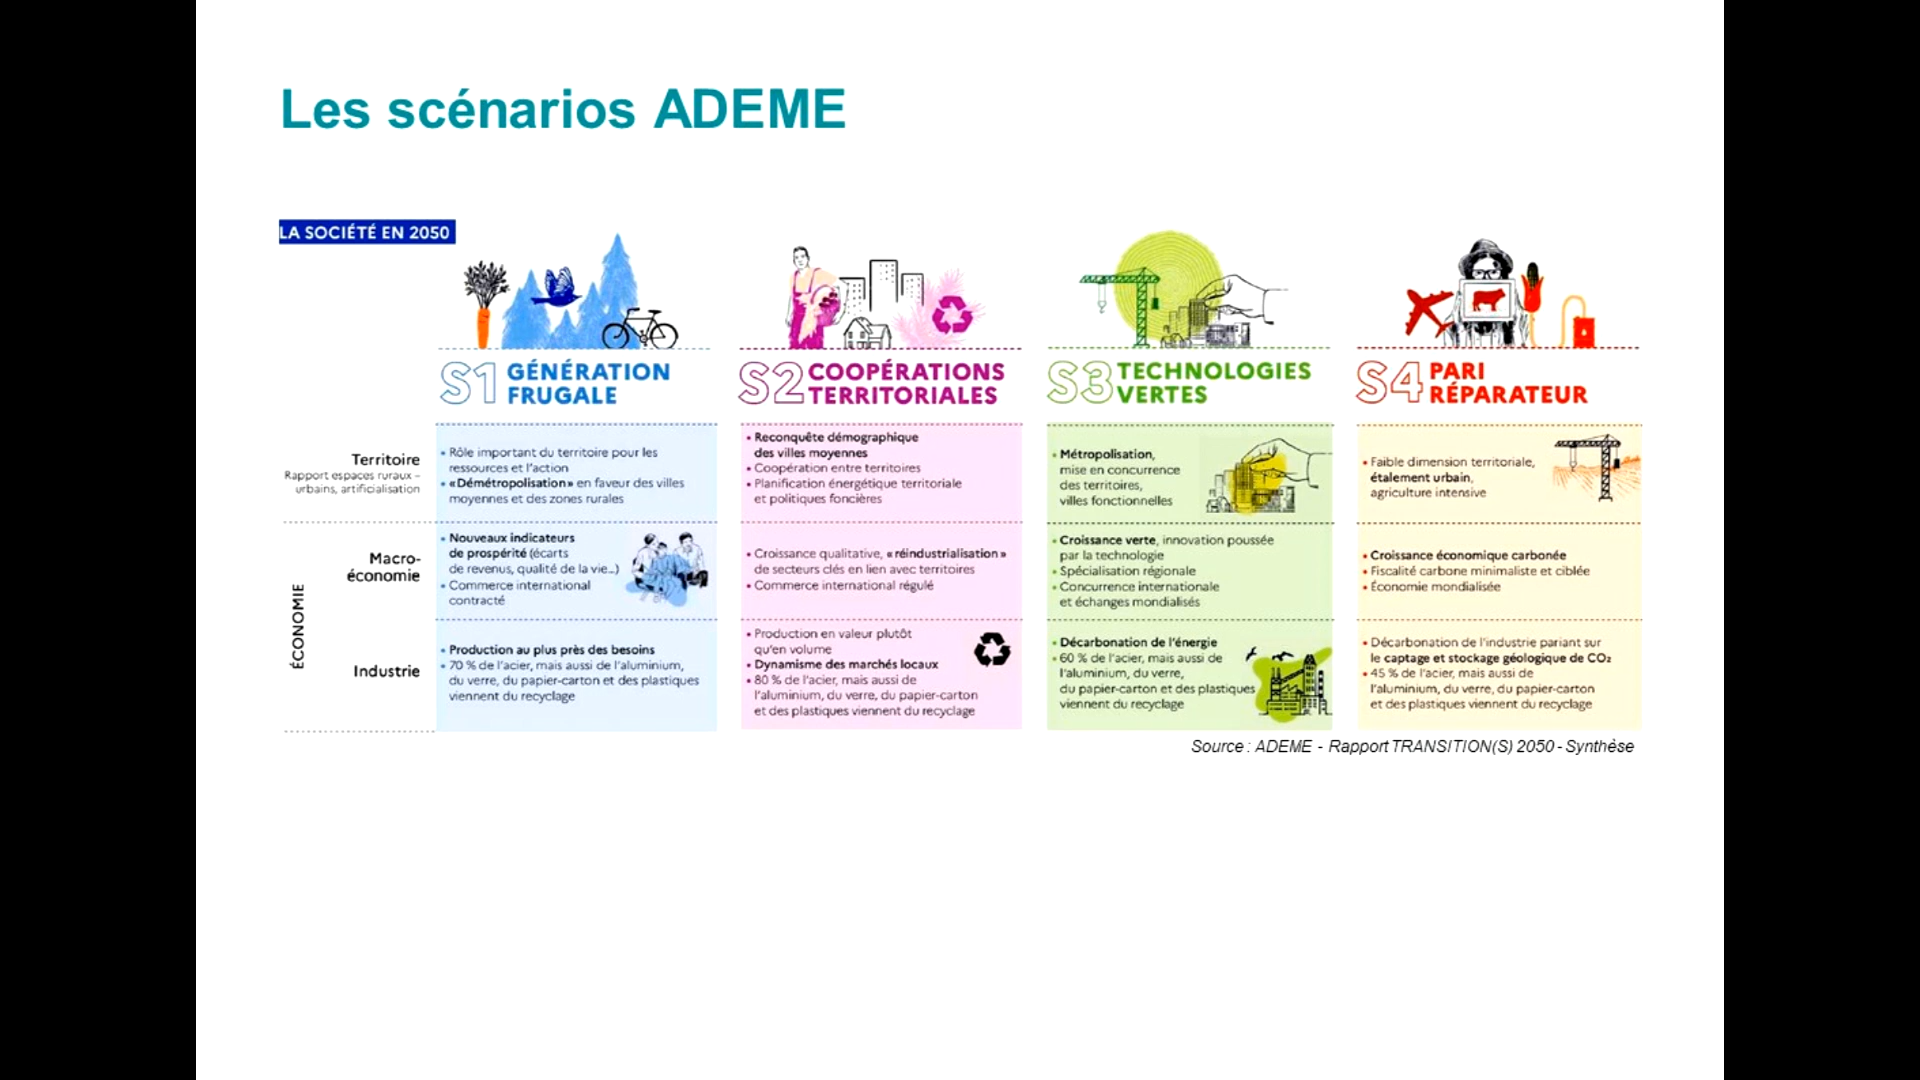 Les scénarios ADEME
LA SOCIÉTÉ EN 2050
S1 GÉNÉRATION
FRUGALE
S2 COOPÉRATIONS
TERRITORIALES
S3 TECHNOLOGIES
VERTES
S4 PARI
RÉPARATEUR
Territoire
Rapport espaces ruraux –
urbains, artificialisation
• Rôle important du territoire pour les
ressources et l'action
• «Démétropolisation» en faveur des villes
moyennes et des zones rurales
• Reconquête démographique
des villes moyennes
• Coopération entre territoires
• Planification énergétique territoriale
et politiques foncières
• Métropolisation,
mise en concurrence
des territoires,
villes fonctionnelles
• Faible dimension territoriale,
étalement urbain,
agriculture intensive
ÉCONOMIE
Macro-
économie
• Nouveaux indicateurs
de prospérité (écarts
de revenus, qualité de la vie...)
• Commerce international
contracté
• Croissance qualitative, «réindustrialisation»
de secteurs clés en lien avec territoires
• Commerce international régulé
• Croissance verte, innovation poussée
par la technologie
• Spécialisation régionale
• Concurrence internationale
et échanges mondialisés
• Croissance économique carbonée
• Fiscalité carbone minimaliste et ciblée
• Économie mondialisée
Industrie
• Production au plus près des besoins
• 70 % de l'acier, mais aussi de l'aluminium,
du verre, du papier-carton et des plastiques
viennent du recyclage
• Production en valeur plutôt
qu'en volume
• Dynamisme des marchés locaux
• 80 % de l'acier, mais aussi de
l'aluminium, du verre, du papier-carton
et des plastiques viennent du recyclage
• Décarbonation de l'énergie
• 60 % de l'acier, mais aussi de
l'aluminium, du verre,
du papier-carton et des plastiques
viennent du recyclage
• Décarbonation de l'industrie pariant sur
le captage et stockage géologique de CO₂
• 45 % de l'acier, mais aussi de
l'aluminium, du verre, du papier-carton
et des plastiques viennent du recyclage
Source : ADEME - Rapport TRANSITION(S) 2050 - Synthèse